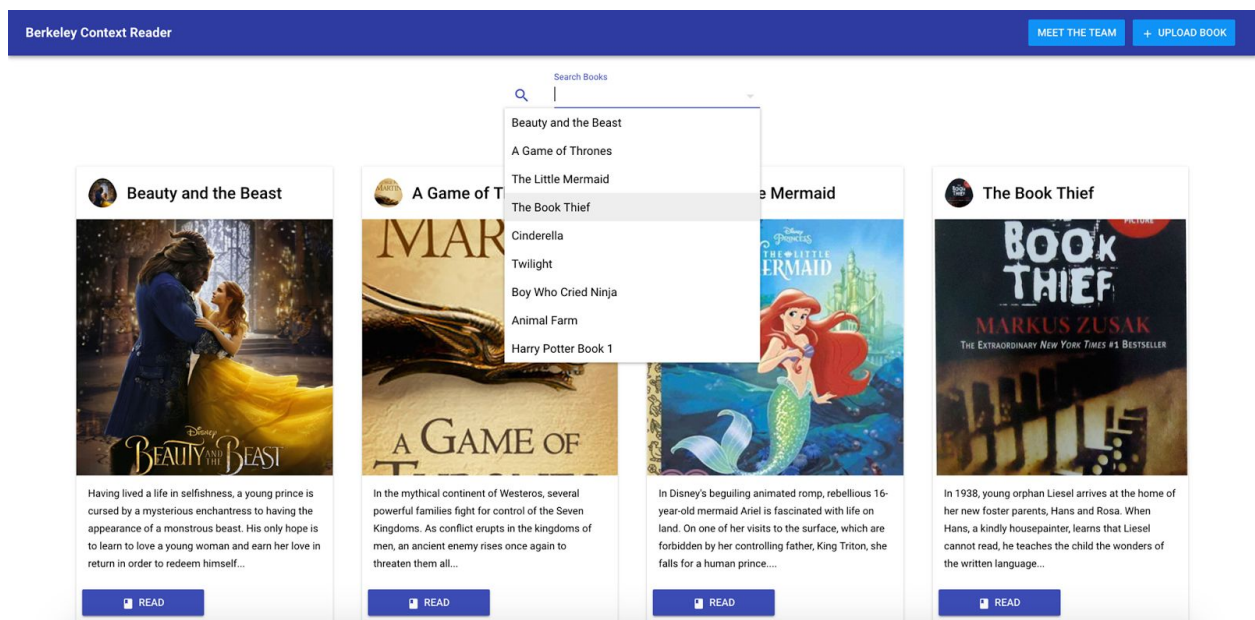 Berkeley Context Reader
MEET THE TEAM
+ UPLOAD BOOK
Search Books
Beauty and the Beast
A Game of Thrones
The Little Mermaid
The Book Thief
Cinderella
Twilight
Boy Who Cried Ninja
Animal Farm
Harry Potter Book 1
Beauty and the Beast
Disney
BEAUTY AND THE BEAST
Having lived a life in selfishness, a young prince is
cursed by a mysterious enchantress to having the
appearance of a monstrous beast. His only hope is
to learn to love a young woman and earn her love in
return in order to redeem himself...
READ
A Game of T
MAR
A GAME OF
THRONES
In the mythical continent of Westeros, several
powerful families fight for control of the Seven
Kingdoms. As conflict erupts in the kingdoms of
men, an ancient enemy rises once again to
threaten them all...
READ
e Mermaid
Disney
PRINCESS
THE LITTLE
ERMAID
In Disney's beguiling animated romp, rebellious 16-
year-old mermaid Ariel is fascinated with life on
land. On one of her visits to the surface, which are
forbidden by her controlling father, King Triton, she
falls for a human prince....
READ
The Book Thief
PICTURE
BOOK
THIEF
MARKUS ZUSAK
THE EXTRAORDINARY NEW YORK TIMES #1 BESTSELLER
In 1938, young orphan Liesel arrives at the home of
her new foster parents, Hans and Rosa. When
Hans, a kindly housepainter, learns that Liesel
cannot read, he teaches the child the wonders of
the written language...
READ